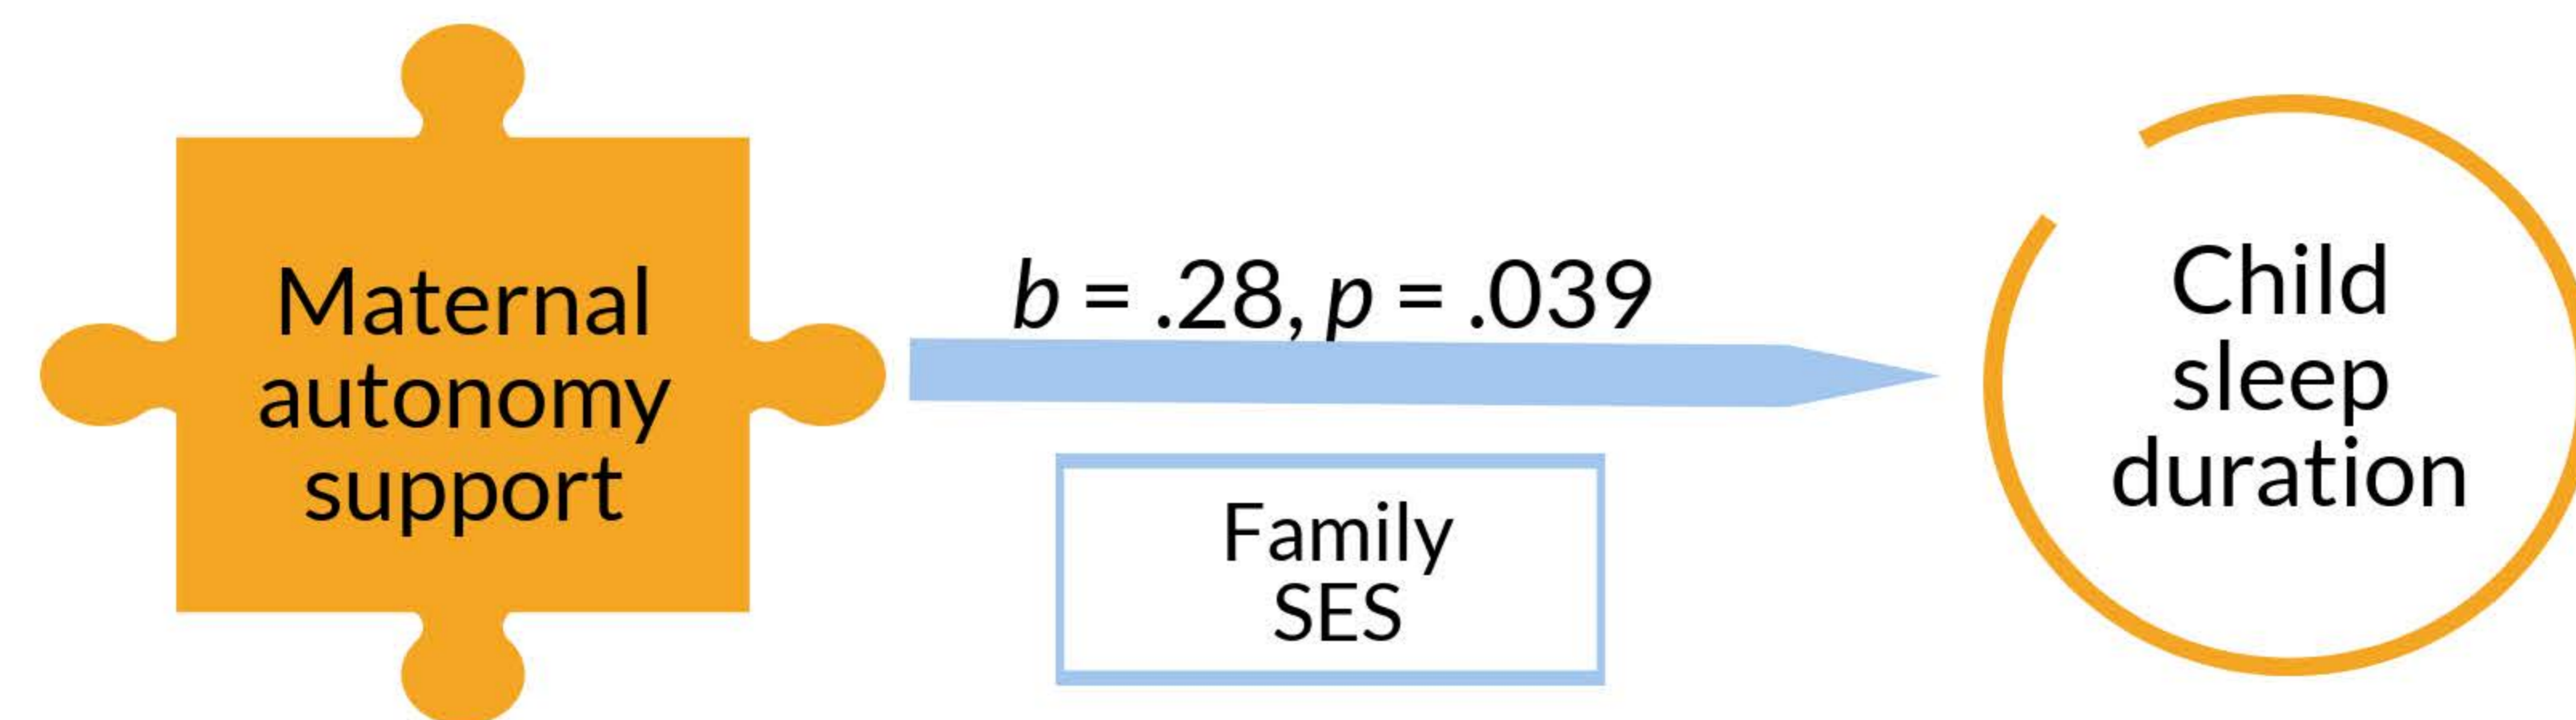 Maternal
autonomy
support
b = .28, p = .039
Family
SES
Child
sleep
duration